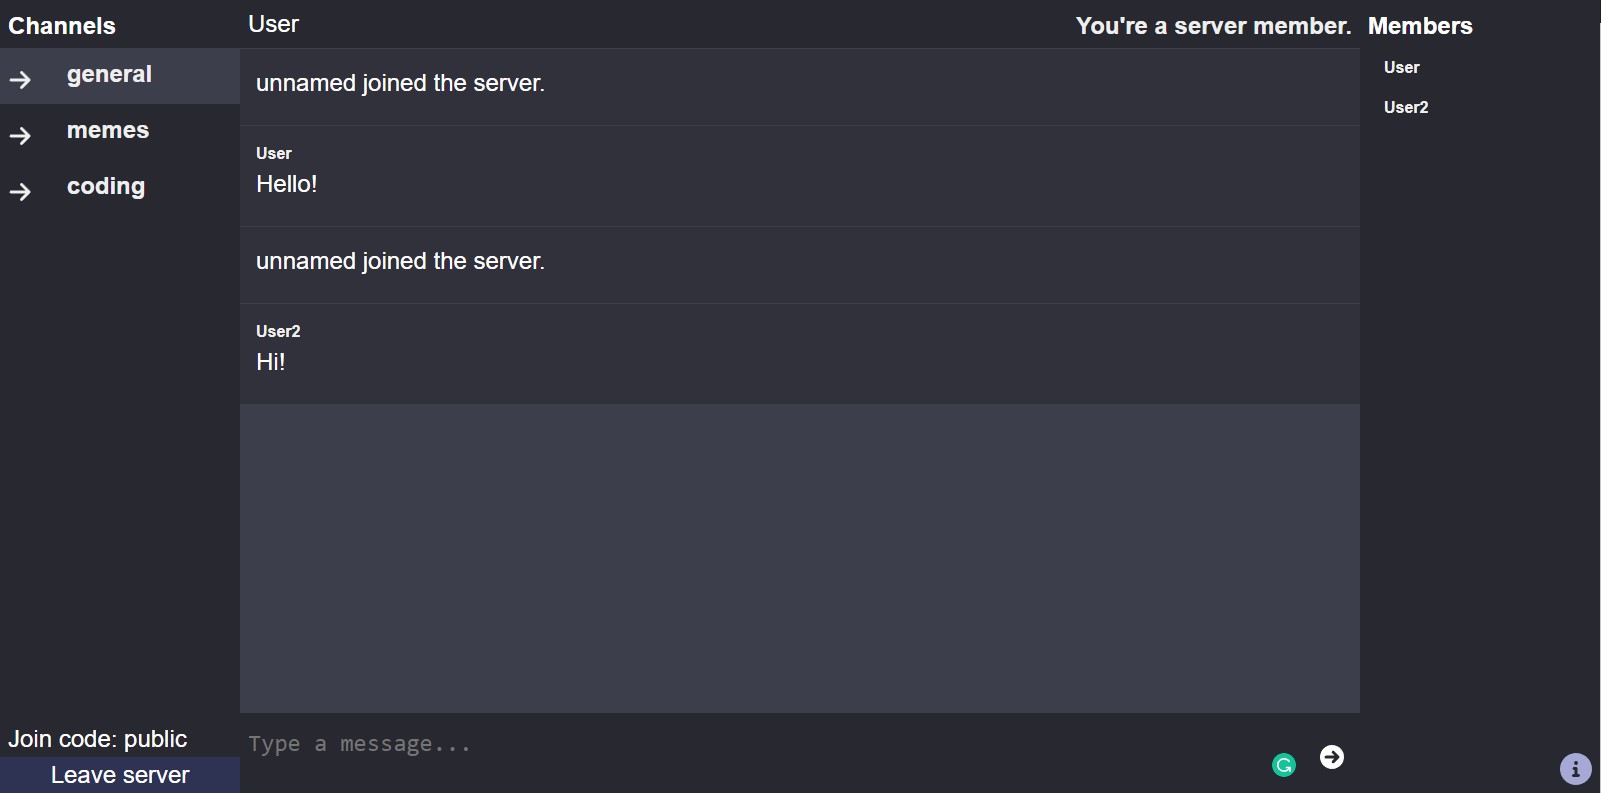 Channels
general
memes
coding
Join code: public
Leave server
User
You're a server member.
unnamed joined the server.
User
Hello!
unnamed joined the server.
User2
Hi!
Type a message...
Members
User
User2